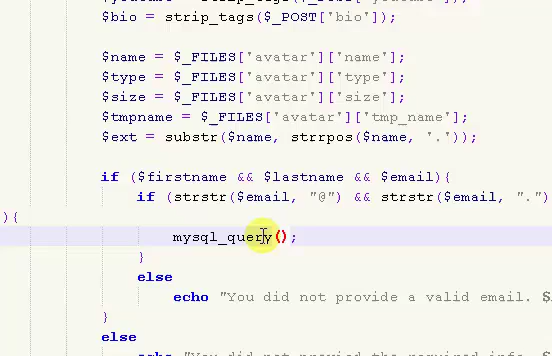 $bio = strip_tags($_POST['bio']);
$name = $_FILES['avatar']['name'];
$type = $_FILES['avatar']['type'];
$size = $_FILES['avatar']['size'];
$tmpname = $_FILES['avatar']['tmp_name'];
$ext = substr($name, strrpos($name, '.'));
if ($firstname && $lastname && $email){
if (strstr($email, "@") && strstr($email, ".")
){
mysql_query();
}
else
echo "You did not provide a valid email. $
}
else